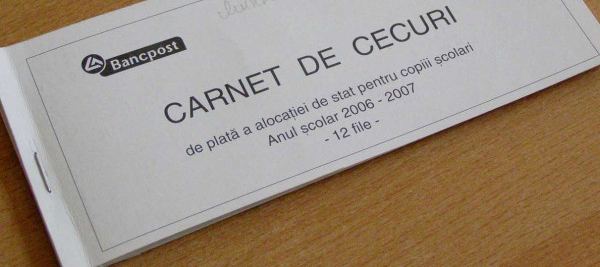 Bancpost
CARNET DE CECURI
de plată a alocației de stat pentru copiii școlari
Anul școlar 2006 - 2007
- 12 file -